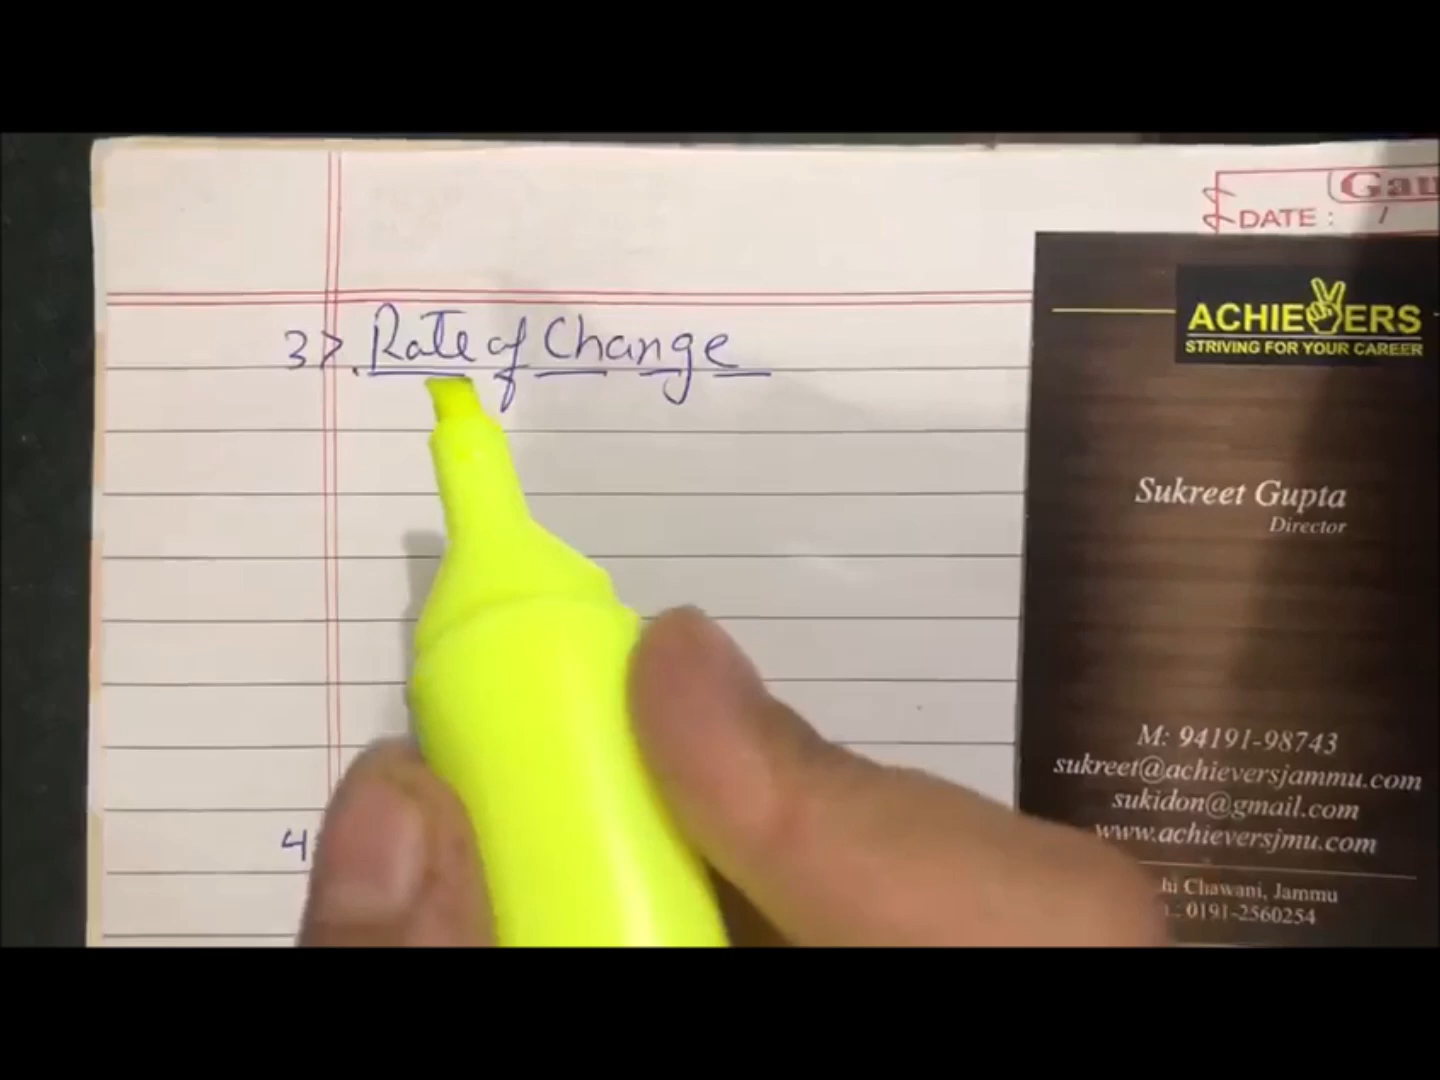 Gau
DATE : /
3> Rate of Change
4
ACHIEVERS
STRIVING FOR YOUR CAREER
Sukreet Gupta
Director
M: 94191-98743
sukreet@achieversjammu.com
sukidon@gmail.com
www.achieversjmu.com
hi Chawani, Jammu
.: 0191-2560254